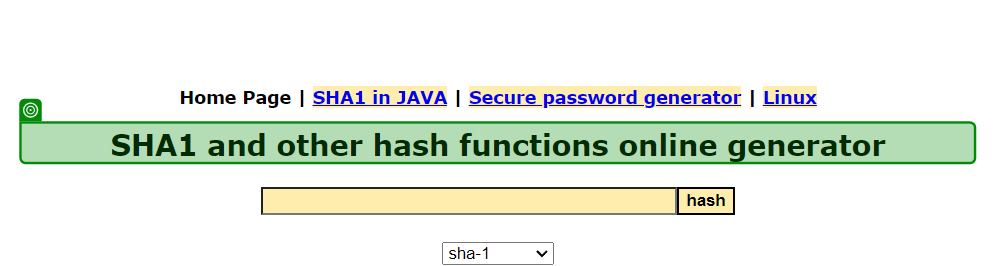 Home Page | SHA1 in JAVA | Secure password generator | Linux
SHA1 and other hash functions online generator
hash
sha-1